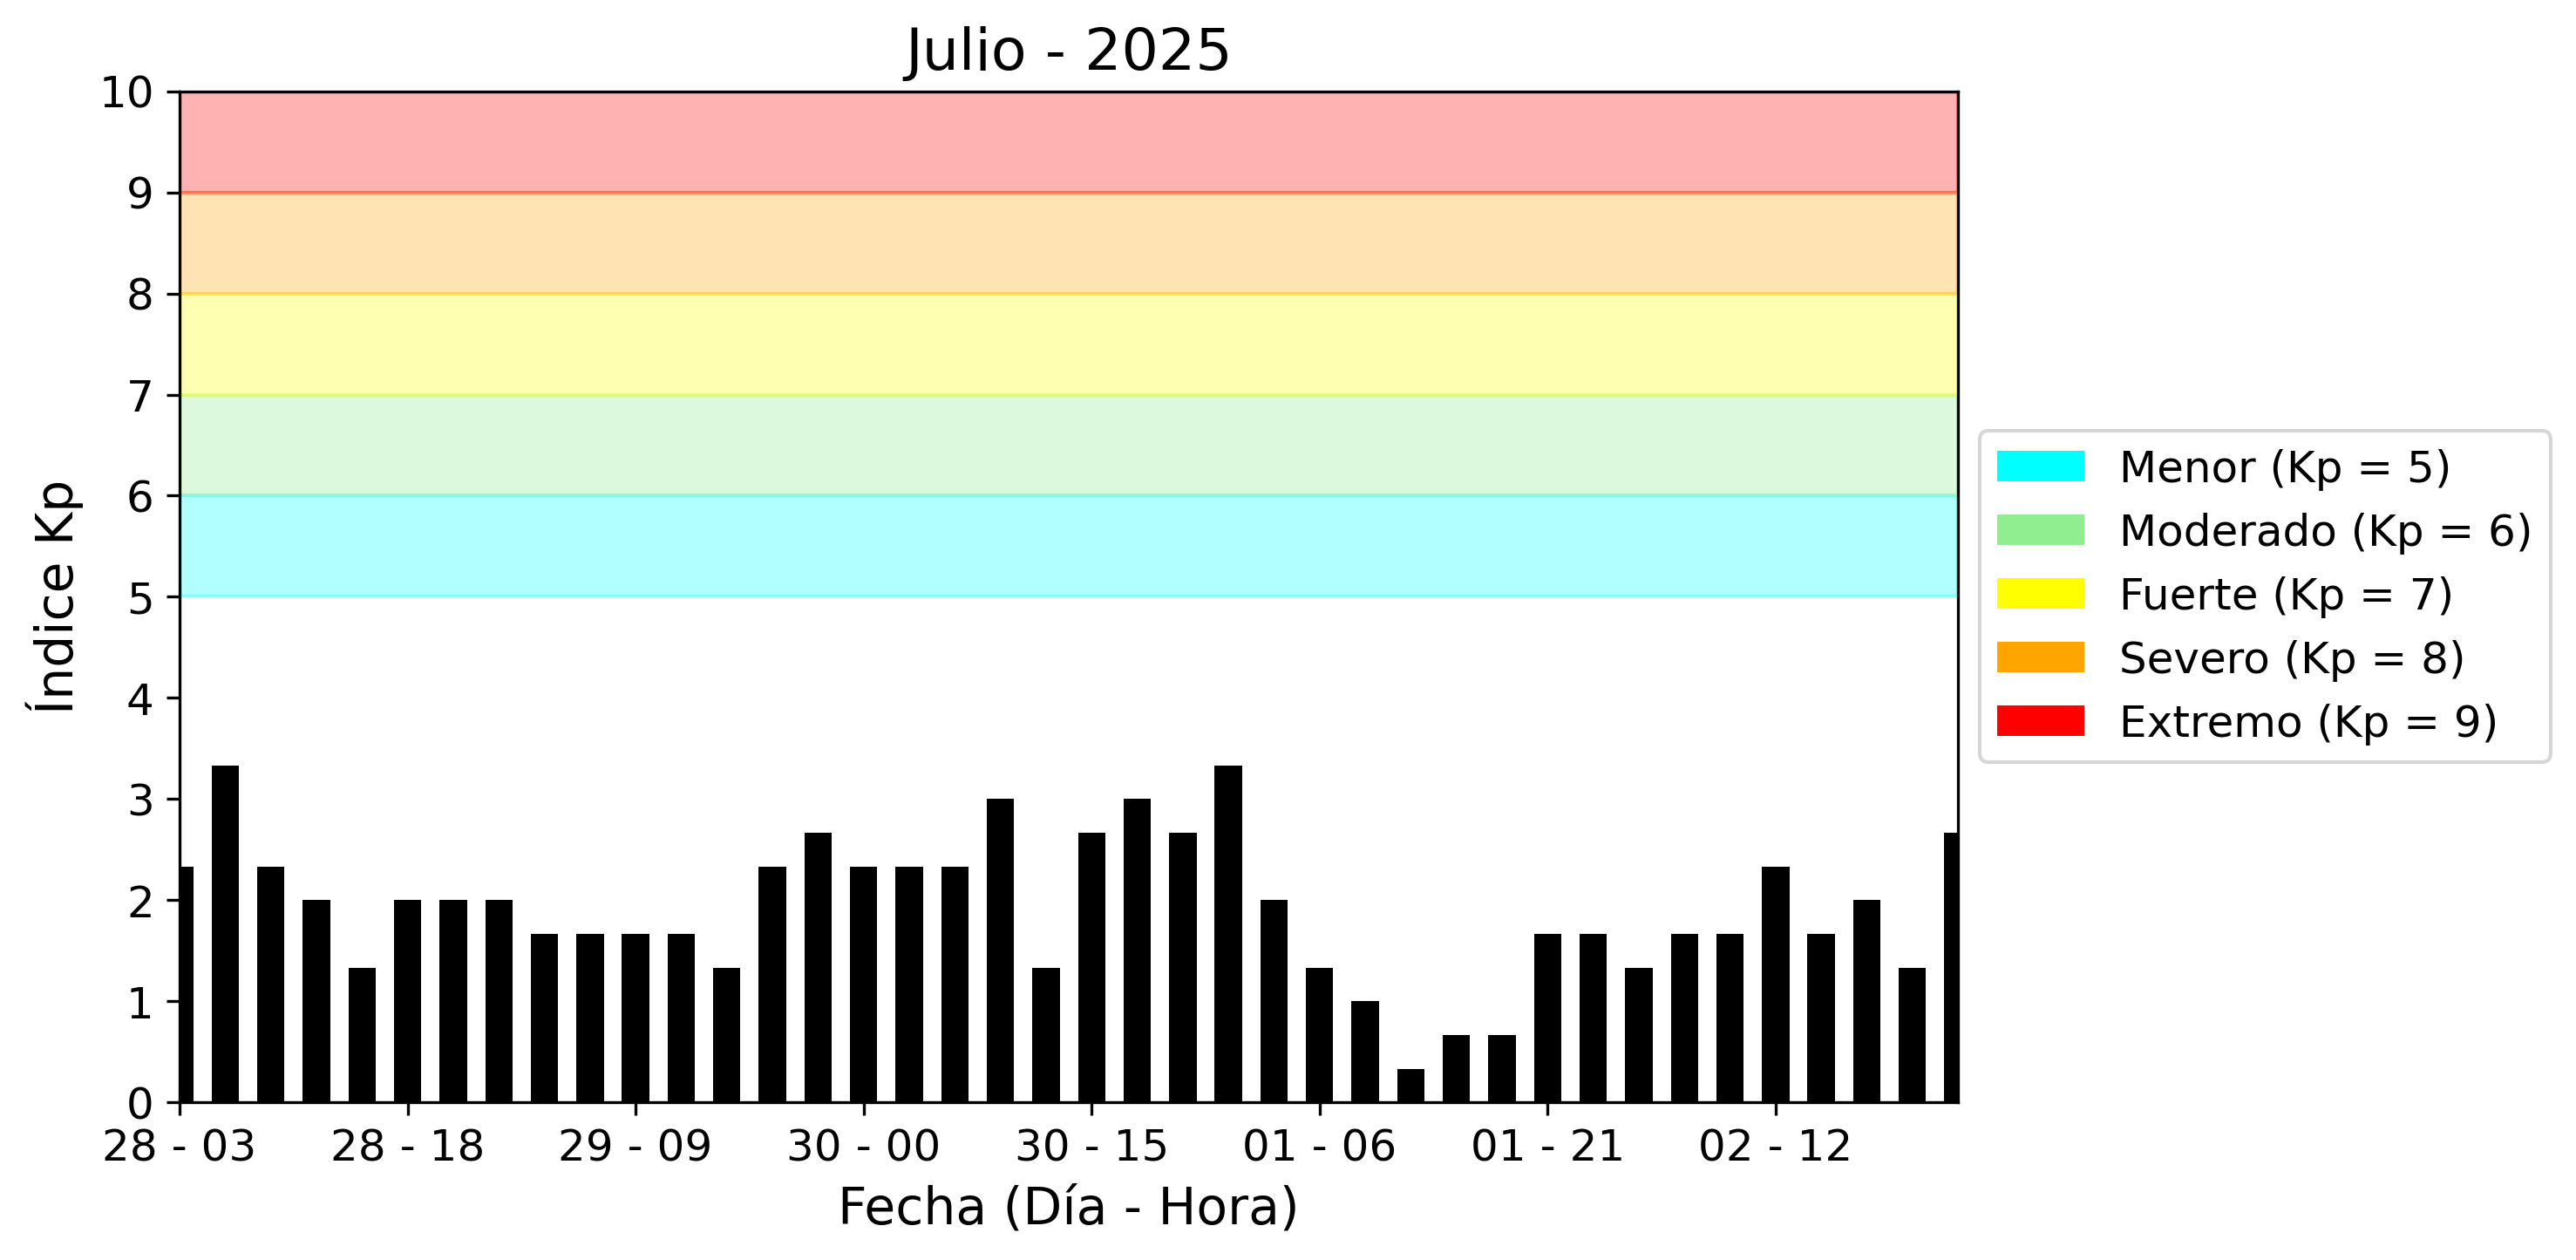 Julio - 2025
10
9
8
7
6
5
4
3
2
1
0
Índice Kp
28 - 03
28 - 18
29 - 09
30 - 00
30 - 15
01 - 06
01 - 21
02 - 12
Fecha (Día - Hora)
Menor (Kp = 5)
Moderado (Kp = 6)
Fuerte (Kp = 7)
Severo (Kp = 8)
Extremo (Kp = 9)